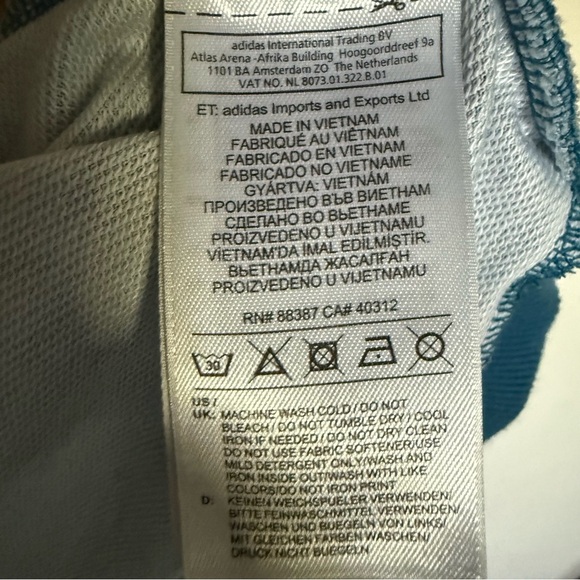 adidas International Trading BV
Atlas Arena -Afrika Building Hoogoorddreef 9a
1101 BA Amsterdam ZO The Netherlands
VAT NO. NL 8073.01.322.B.01
ET: adidas Imports and Exports Ltd
MADE IN VIETNAM
FABRIQUÉ AU VIÊTNAM
FABRICADO EN VIETNAM
FABRICADO NO VIETNAME
GYÁRTVA: VIETNÁM
ПРОИЗВЕДЕНО ВЪВ ВИЕТНАМ
СДЕЛАНО ВО ВЬЕТНАМЕ
PROIZVEDENO U VIJETNAMU
VİETNAM'DA İMAL EDİLMİŞTİR.
ВЬЕТНАМДА ЖАСАЛҒАН
PROIZVEDENO U VIJETNAMU
RN# 88387 CA# 40312
30
US /
UK: MACHINE WASH COLD / DO NOT
BLEACH / DO NOT TUMBLE DRY / COOL
IRON IF NEEDED / DO NOT DRY CLEAN
DO NOT USE FABRIC SOFTENER/USE
MILD DETERGENT ONLY/WASH AND
IRON INSIDE OUT/WASH WITH LIKE
COLORS/DO NOT IRON PRINT
D: KEINEN WEICHSPUELER VERWENDEN/
BITTE FEINWASCHMITTEL VERWENDEN/
WASCHEN UND BUEGELN VON LINKS/
MIT GLEICHEN FARBEN WASCHEN/
DRUCK NICHT BUEGELN